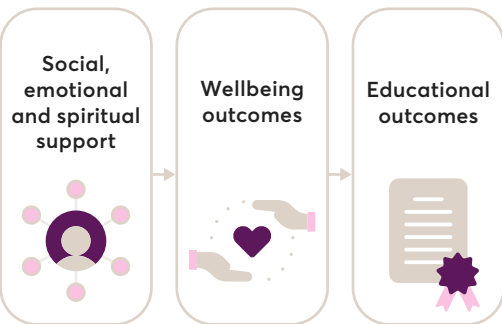 Social,
emotional
and spiritual
support
Wellbeing
outcomes
Educational
outcomes